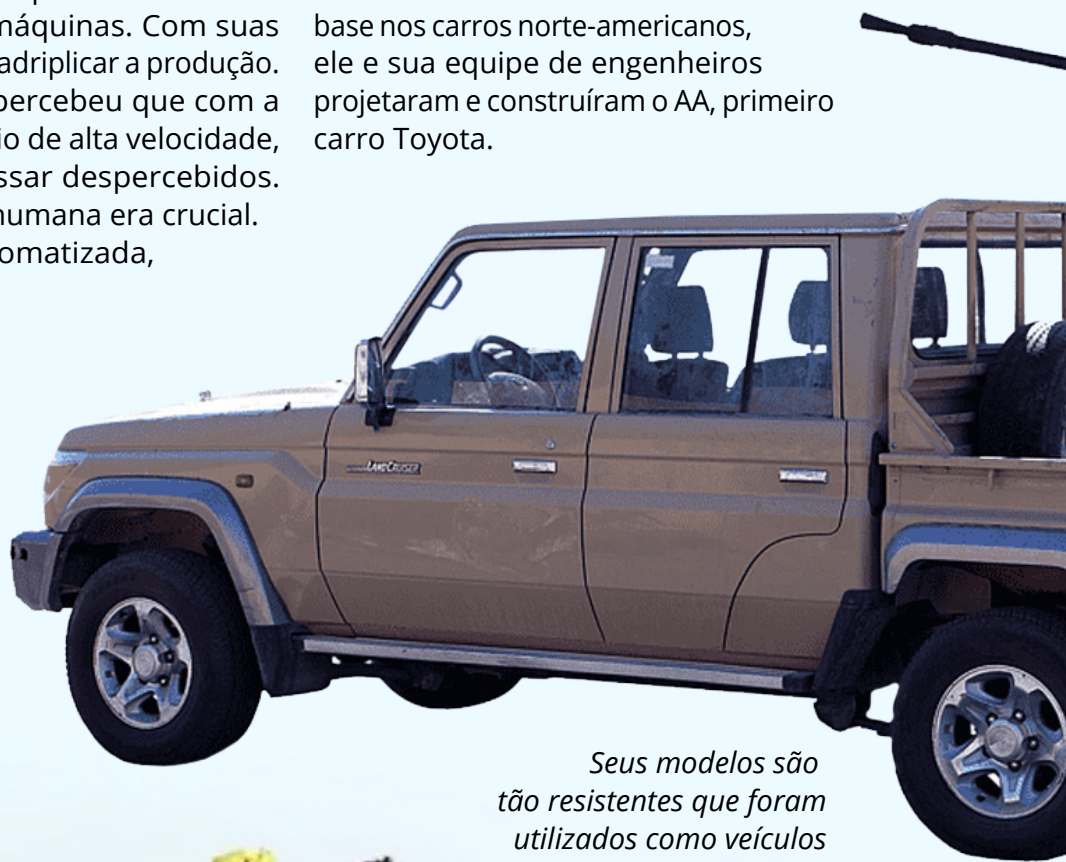 máquinas. Com suas
adriplicar a produção.
percebeu que com a
io de alta velocidade,
ssar despercebidos.
humana era crucial.
omatizada,
base nos carros norte-americanos,
ele e sua equipe de engenheiros
projetaram e construíram o AA, primeiro
carro Toyota.
LANDCRUISER
Seus modelos são
tão resistentes que foram
utilizados como veículos